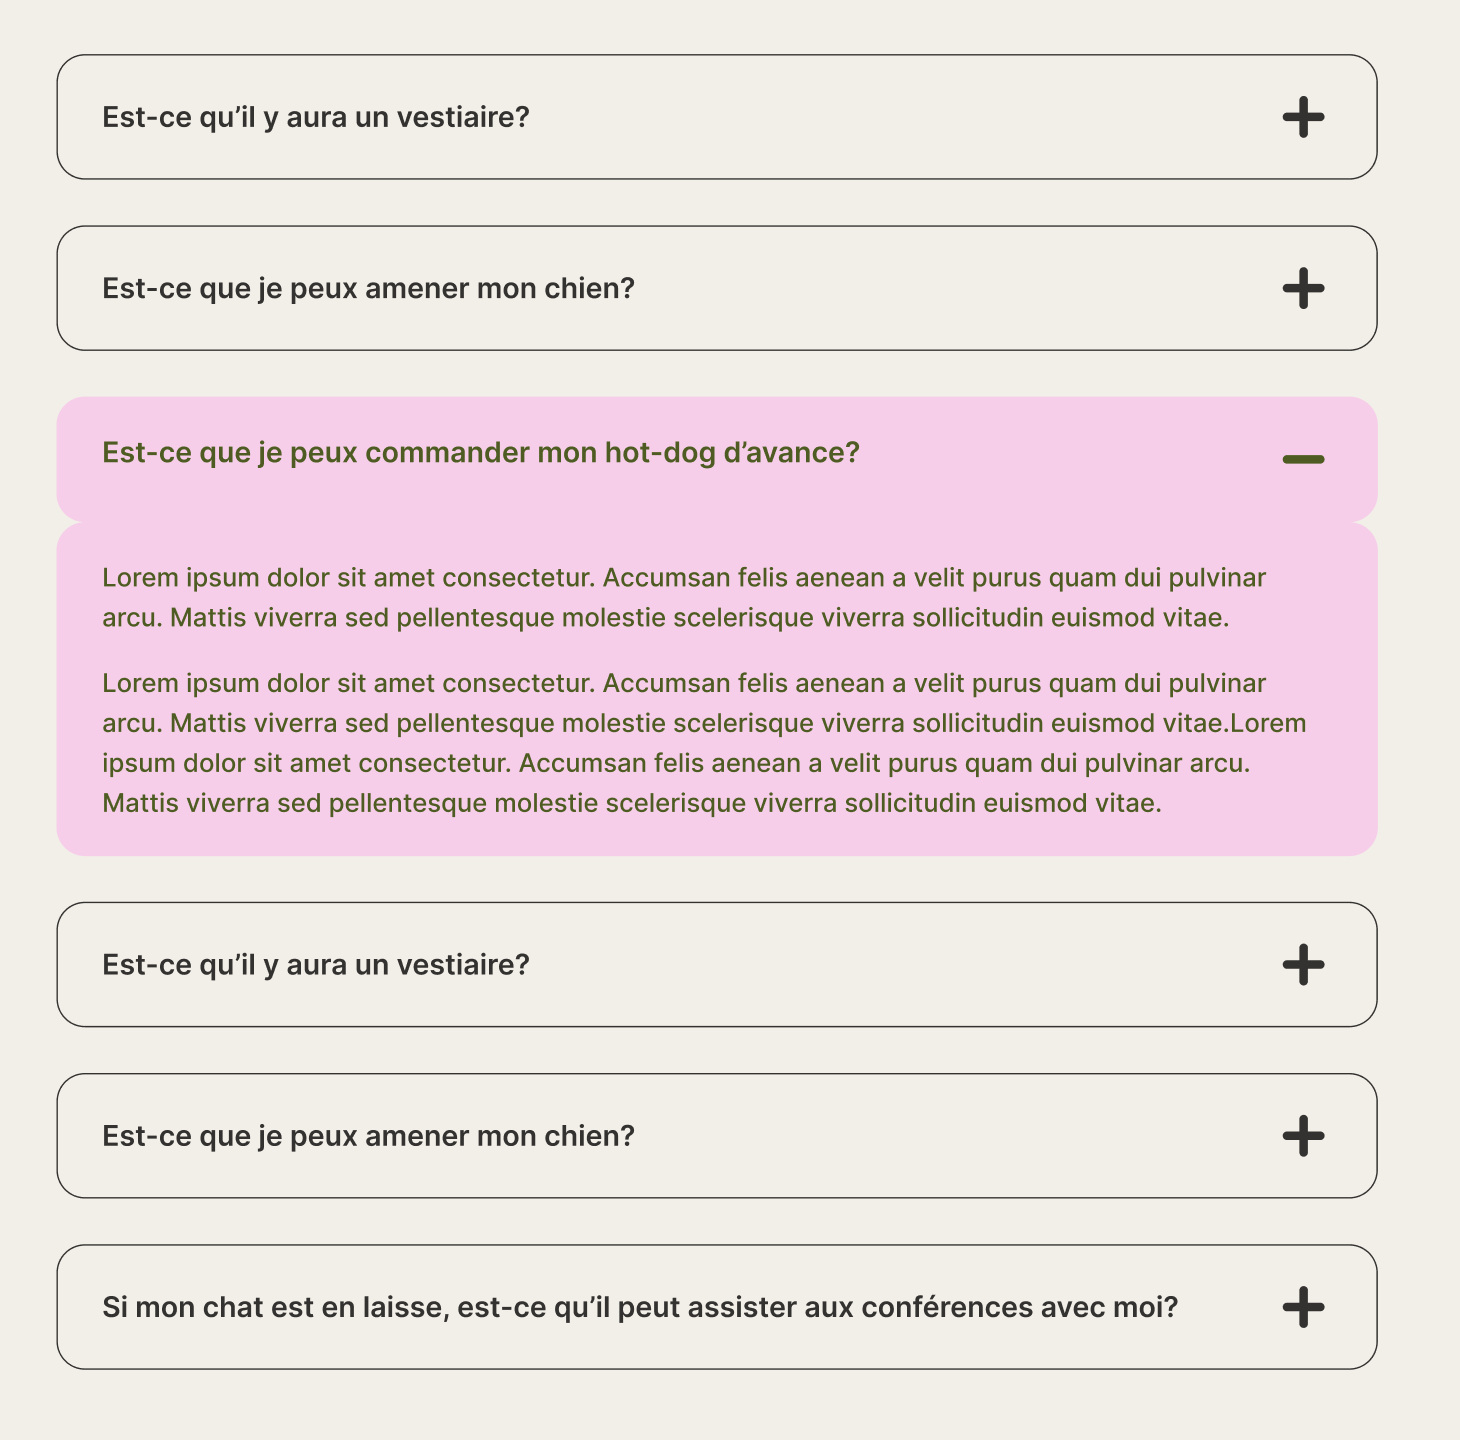 Est-ce qu’il y aura un vestiaire?
Est-ce que je peux amener mon chien?
Est-ce que je peux commander mon hot-dog d’avance?
Lorem ipsum dolor sit amet consectetur. Accumsan felis aenean a velit purus quam dui pulvinar
arcu. Mattis viverra sed pellentesque molestie scelerisque viverra sollicitudin euismod vitae.
Lorem ipsum dolor sit amet consectetur. Accumsan felis aenean a velit purus quam dui pulvinar
arcu. Mattis viverra sed pellentesque molestie scelerisque viverra sollicitudin euismod vitae.Lorem
ipsum dolor sit amet consectetur. Accumsan felis aenean a velit purus quam dui pulvinar arcu.
Mattis viverra sed pellentesque molestie scelerisque viverra sollicitudin euismod vitae.
Est-ce qu’il y aura un vestiaire?
Est-ce que je peux amener mon chien?
Si mon chat est en laisse, est-ce qu’il peut assister aux conférences avec moi?